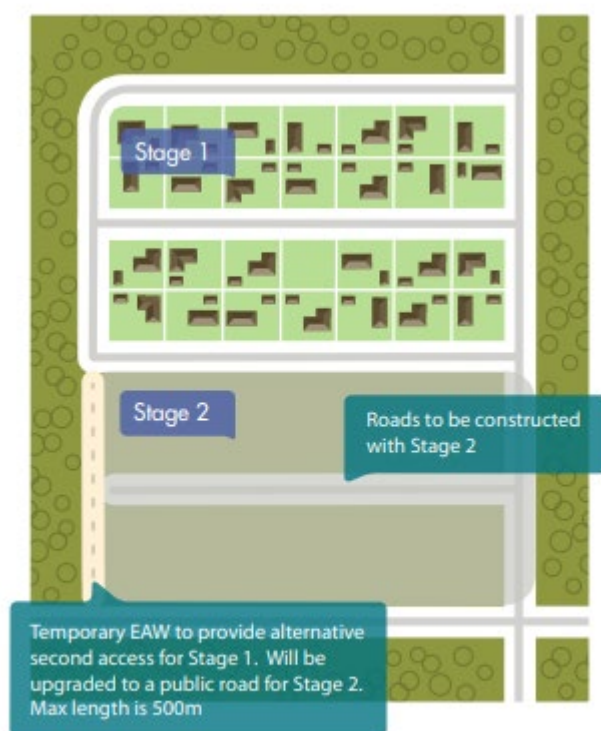 Stage 1
Stage 2
Roads to be constructed
with Stage 2
Temporary EAW to provide alternative
second access for Stage 1. Will be
upgraded to a public road for Stage 2.
Max length is 500m